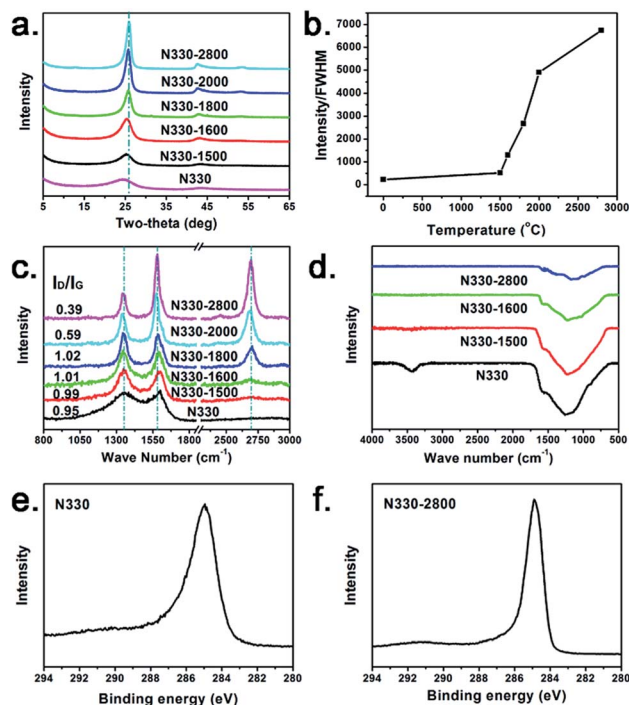 a.
Intensity
N330-2800
N330-2000
N330-1800
N330-1600
N330-1500
N330
5 15 25 35 45 55 65
Two-theta (deg)
b.
Intensity/FWHM
7000
6000
5000
4000
3000
2000
1000
0
0 500 1000 1500 2000 2500 3000
Temperature (°C)
c.
Intensity
I_D/I_G
0.39
0.59
1.02
1.01
0.99
0.95
N330-2800
N330-2000
N330-1800
N330-1600
N330-1500
N330
800 1050 1300 1550 1800 2500 2750 3000
Wave Number (cm⁻¹)
d.
Intensity
N330-2800
N330-1600
N330-1500
N330
4000 3500 3000 2500 2000 1500 1000 500
Wave number (cm⁻¹)
e.
N330
Intensity
294 292 290 288 286 284 282 280
Binding energy (eV)
f.
N330-2800
Intensity
294 292 290 288 286 284 282 280
Binding energy (eV)